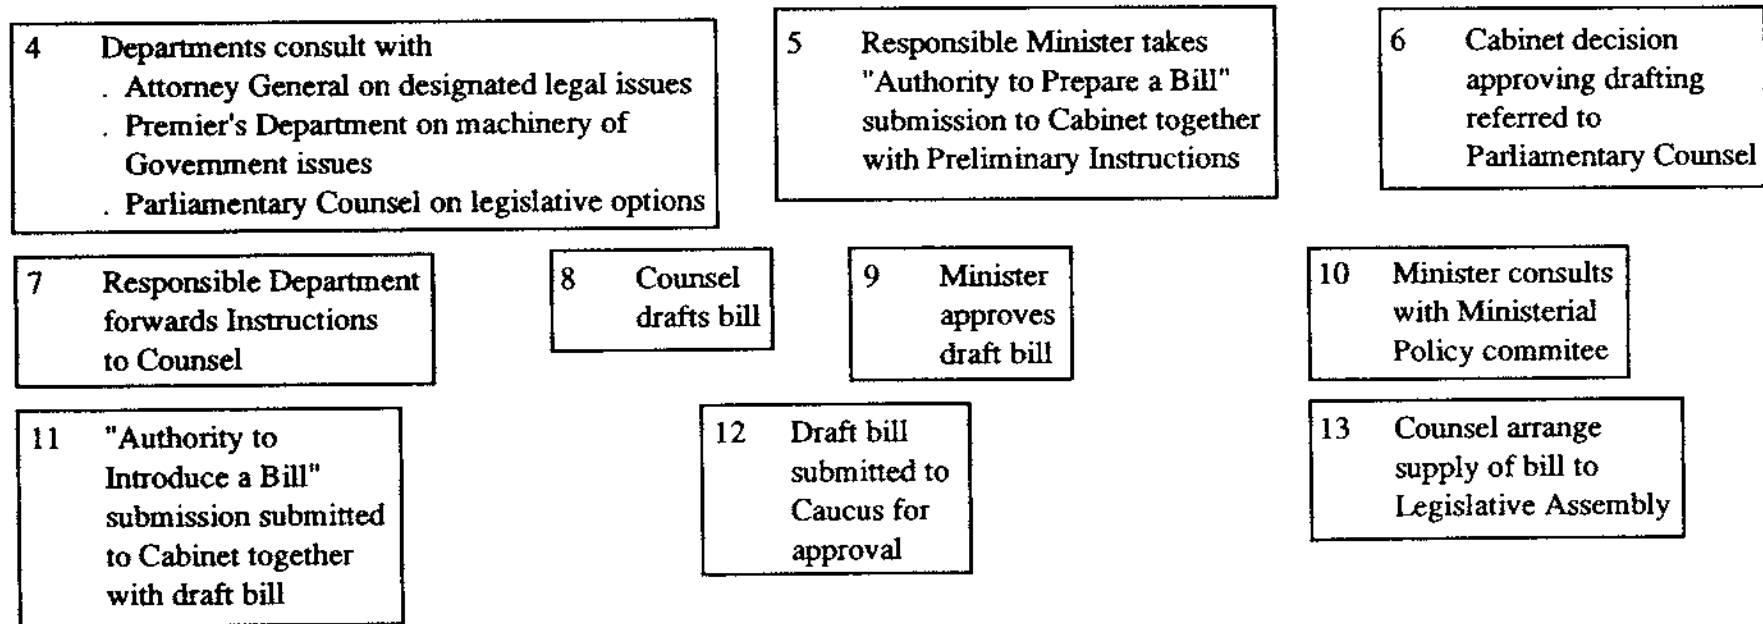 4 Departments consult with
. Attorney General on designated legal issues
. Premier's Department on machinery of
Government issues
. Parliamentary Counsel on legislative options
5 Responsible Minister takes
"Authority to Prepare a Bill"
submission to Cabinet together
with Preliminary Instructions
6 Cabinet decision
approving drafting
referred to
Parliamentary Counsel
7 Responsible Department
forwards Instructions
to Counsel
8 Counsel
drafts bill
9 Minister
approves
draft bill
10 Minister consults
with Ministerial
Policy commitee
11 "Authority to
Introduce a Bill"
submission submitted
to Cabinet together
with draft bill
12 Draft bill
submitted to
Caucus for
approval
13 Counsel arrange
supply of bill to
Legislative Assembly